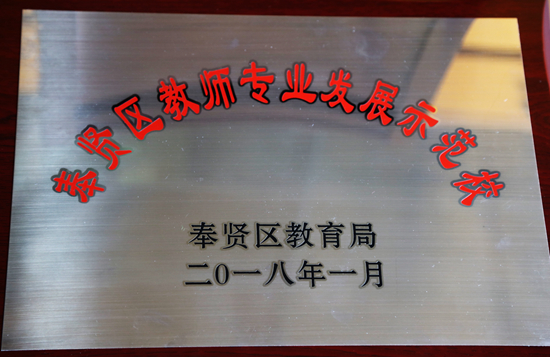 奉贤区教师专业发展示范校
奉贤区教育局
二0一八年一月